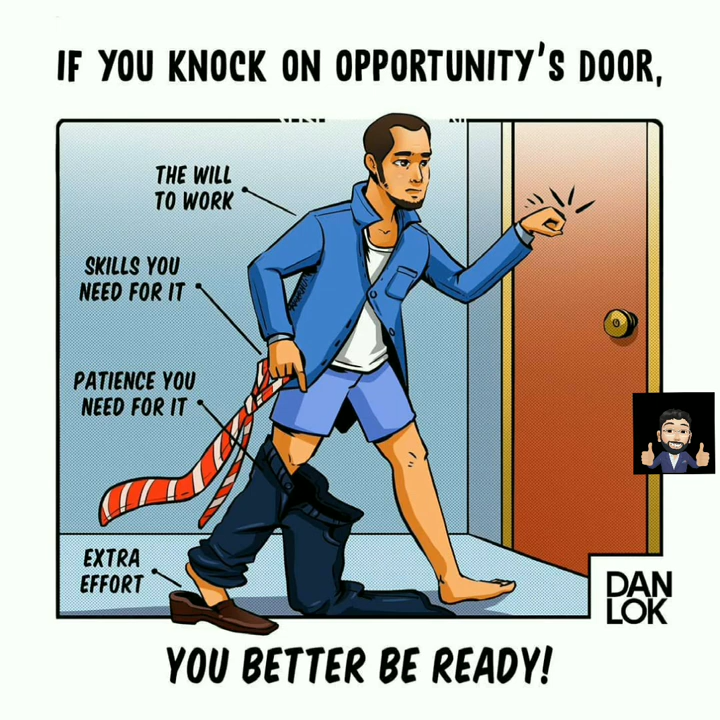 IF YOU KNOCK ON OPPORTUNITY'S DOOR,
THE WILL
TO WORK
SKILLS YOU
NEED FOR IT
PATIENCE YOU
NEED FOR IT
EXTRA
EFFORT
DAN
LOK
YOU BETTER BE READY!